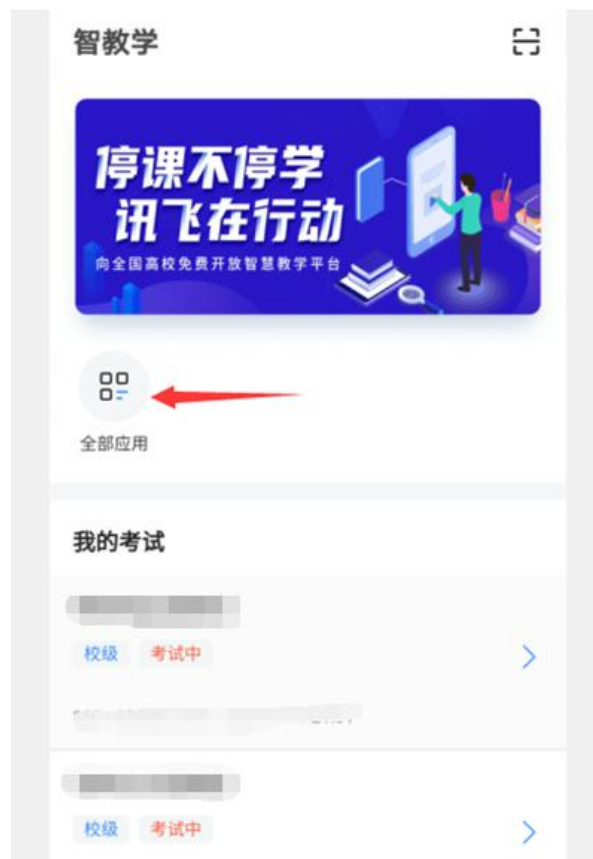 智教学
停课不停学
讯飞在行动
向全国高校免费开放智慧教学平台
全部应用
我的考试
校级 考试中
校级 考试中